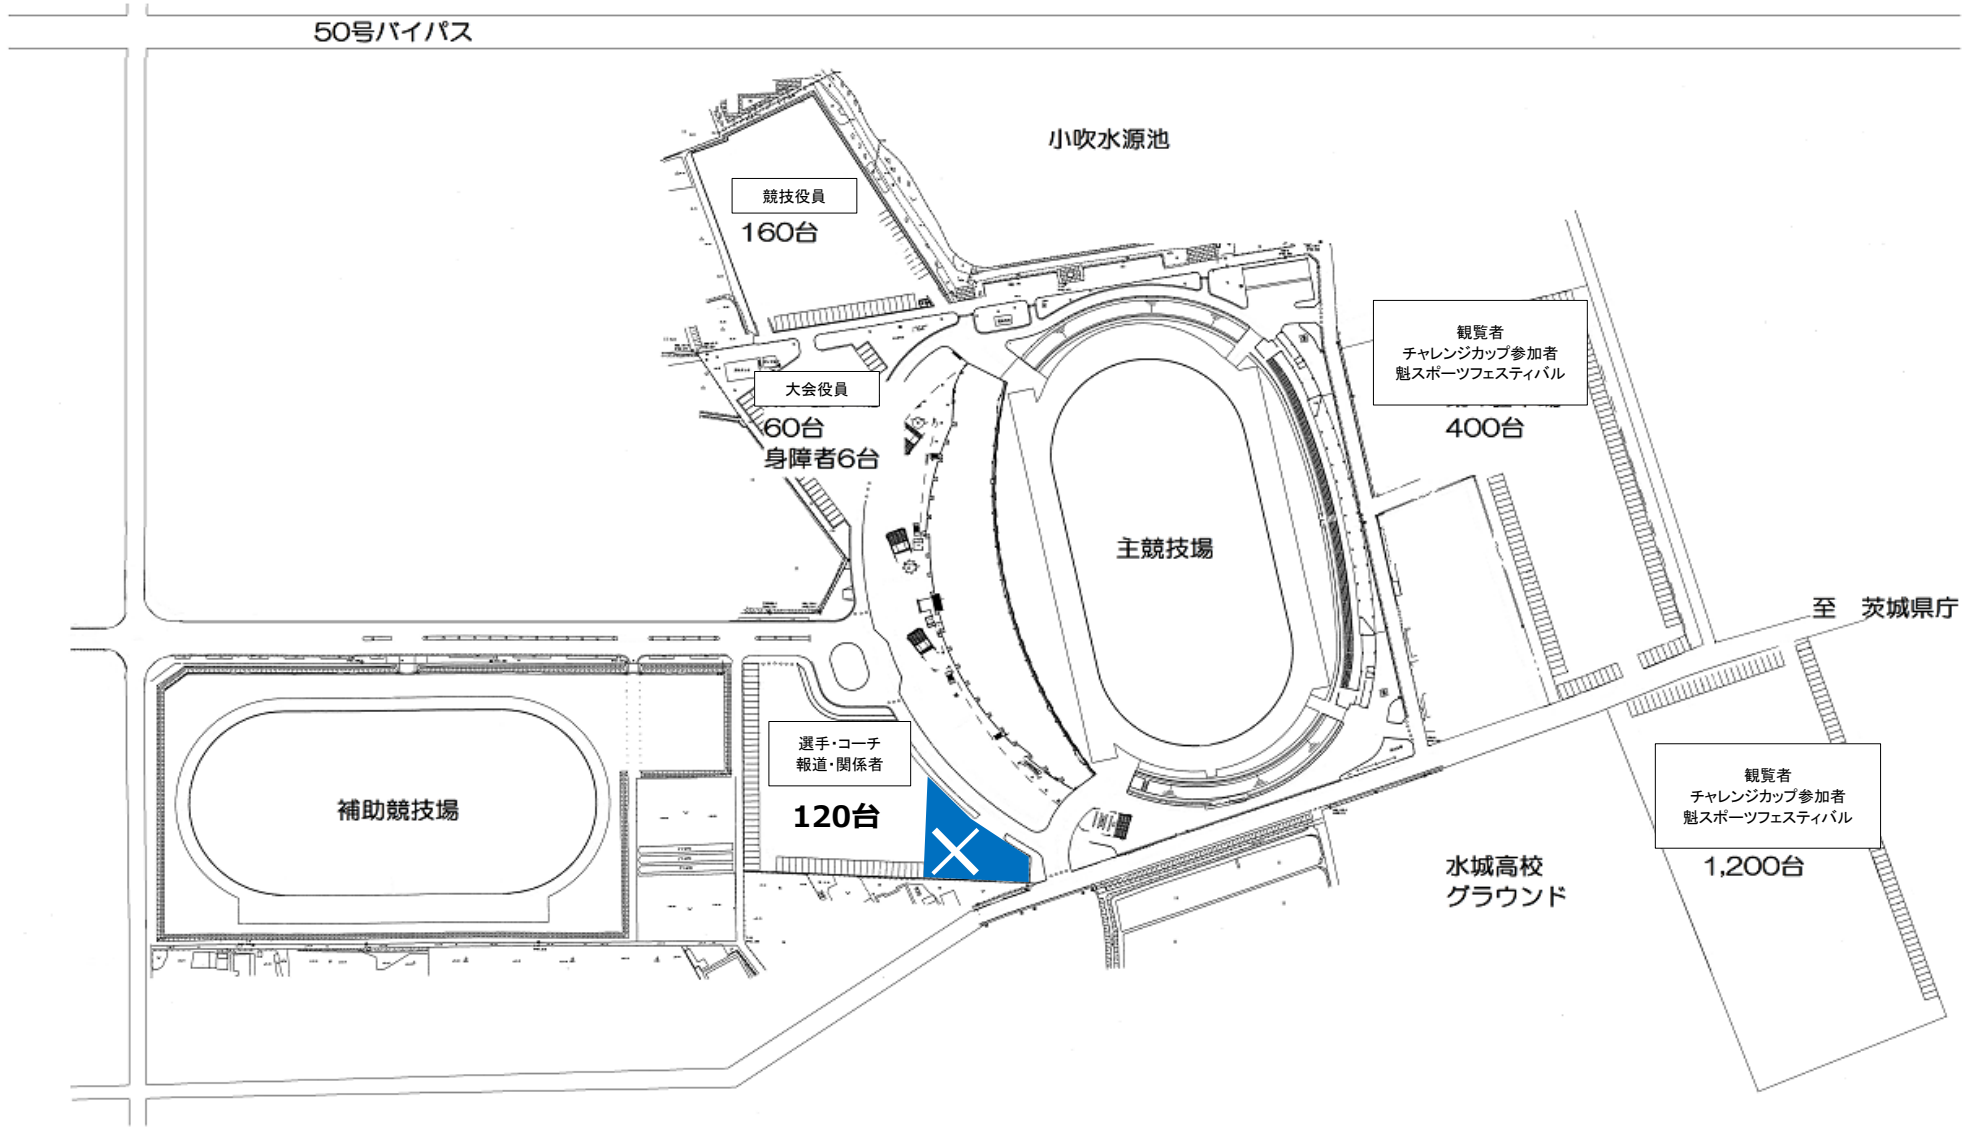 50号バイパス
小吹水源池
競技役員
160台
大会役員
60台
身障者6台
観覧者
チャレンジカップ参加者
魁スポーツフェスティバル
400台
主競技場
至 茨城県庁
選手・コーチ
報道・関係者
120台
補助競技場
水城高校
グラウンド
観覧者
チャレンジカップ参加者
魁スポーツフェスティバル
1,200台